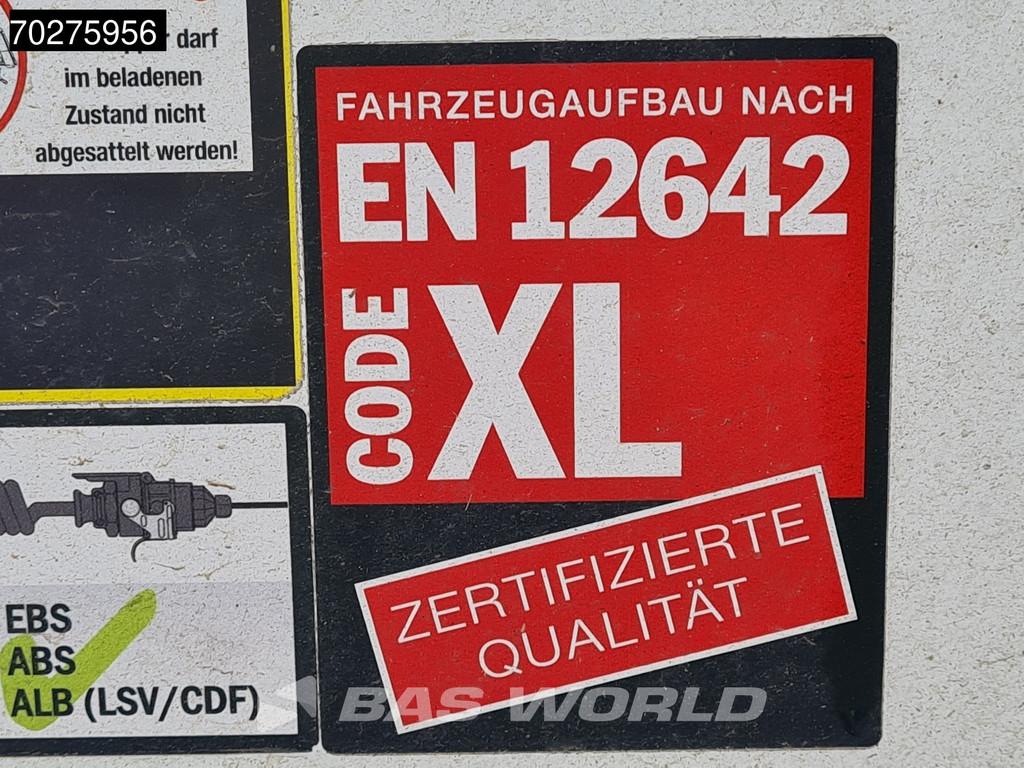 70275956
darf
im beladenen
Zustand nicht
abgesattelt werden!
FAHRZEUGAUFBAU NACH
EN 12642
CODE
XL
ZERTIFIZIERTE
QUALITÄT
EBS
ABS
ALB (LSV/CDF)
BAS WORLD